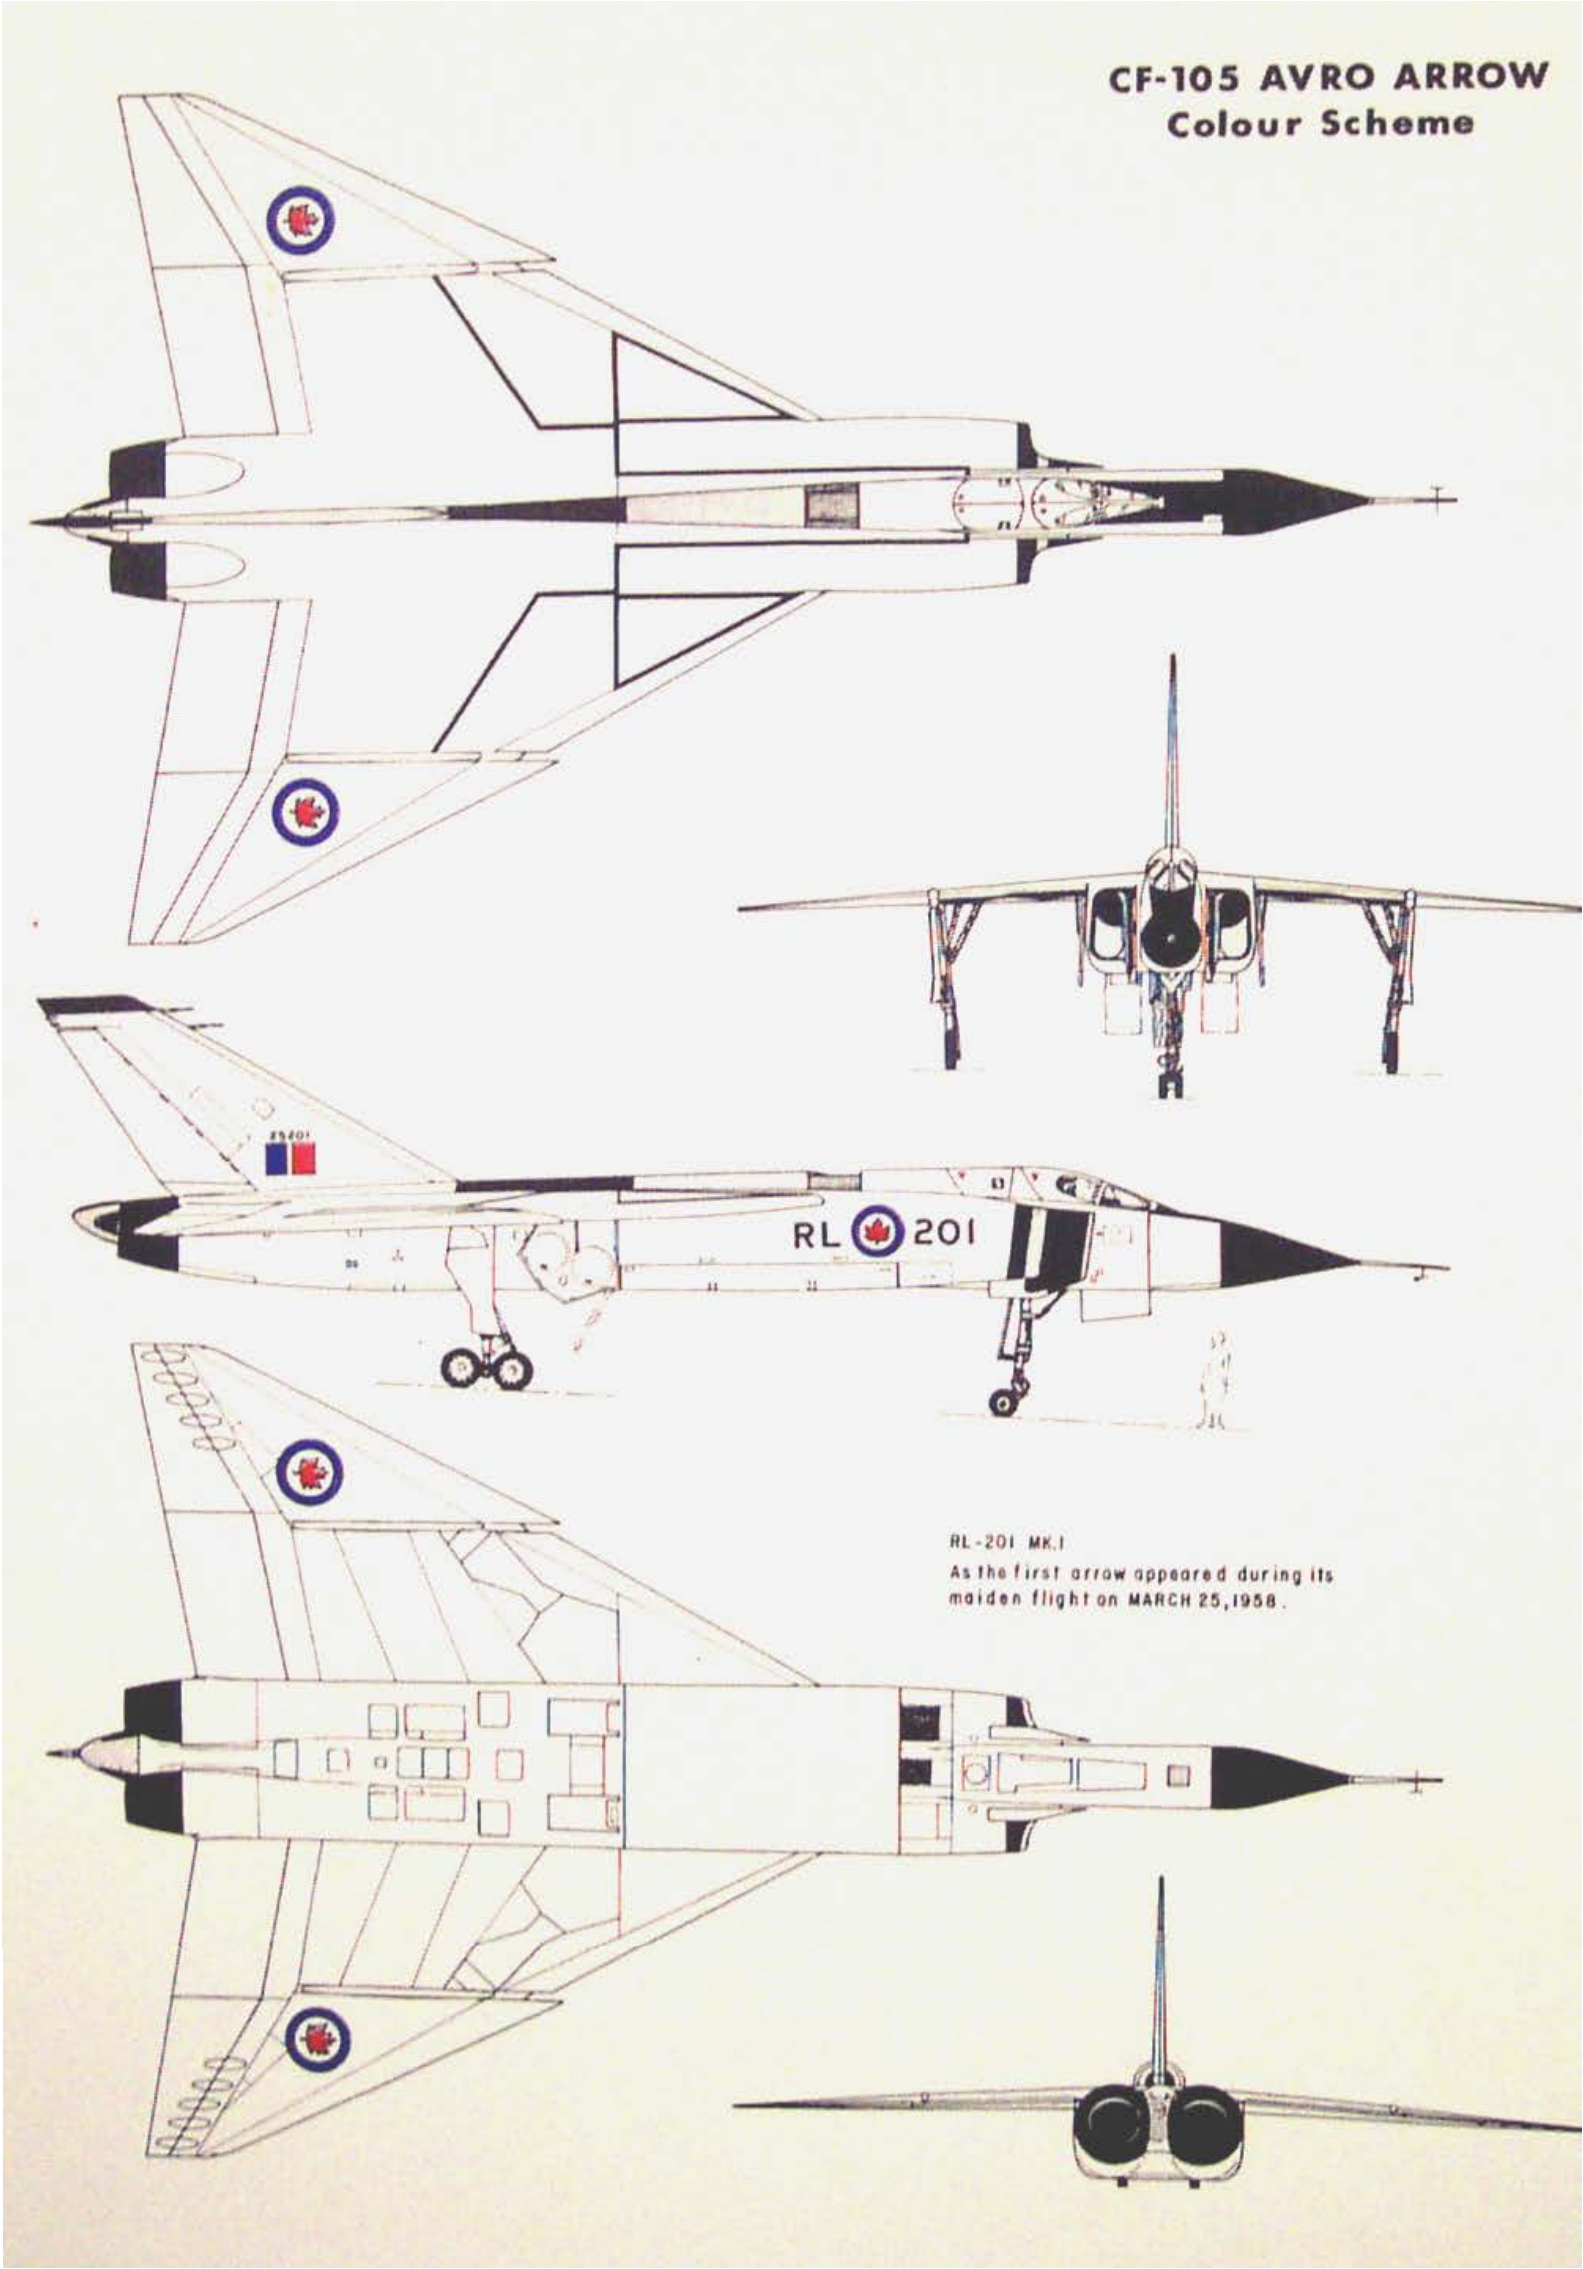 CF-105 AVRO ARROW
Colour Scheme
25201
RL 201
RL-201 MK.I
As the first arrow appeared during its
maiden flight on MARCH 25,1958.